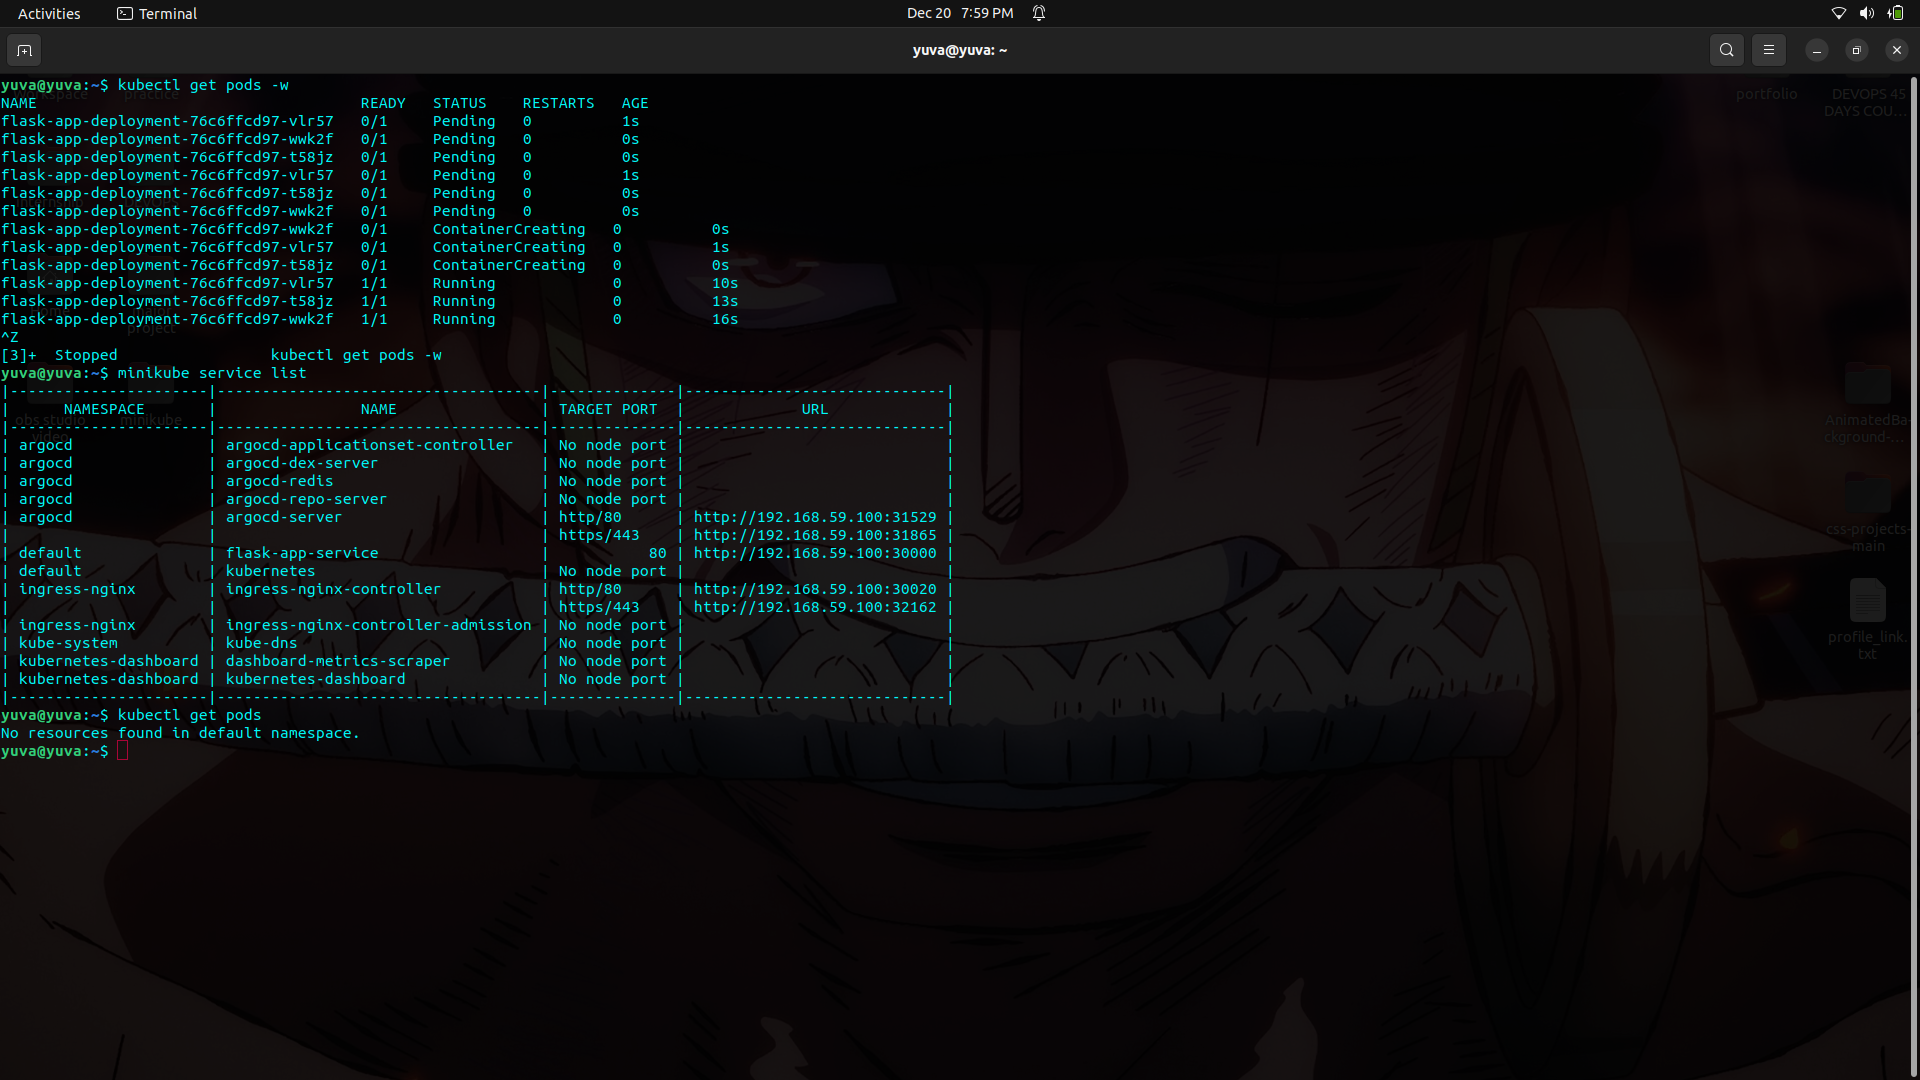 Activities Terminal Dec 20 7:59 PM
yuva@yuva: ~
yuva@yuva:~$ kubectl get pods -w
NAME READY STATUS RESTARTS AGE
flask-app-deployment-76c6ffcd97-vlr57 0/1 Pending 0 1s
flask-app-deployment-76c6ffcd97-wwk2f 0/1 Pending 0 0s
flask-app-deployment-76c6ffcd97-t58jz 0/1 Pending 0 0s
flask-app-deployment-76c6ffcd97-vlr57 0/1 Pending 0 1s
flask-app-deployment-76c6ffcd97-t58jz 0/1 Pending 0 0s
flask-app-deployment-76c6ffcd97-wwk2f 0/1 Pending 0 0s
flask-app-deployment-76c6ffcd97-wwk2f 0/1 ContainerCreating 0 0s
flask-app-deployment-76c6ffcd97-vlr57 0/1 ContainerCreating 0 1s
flask-app-deployment-76c6ffcd97-t58jz 0/1 ContainerCreating 0 0s
flask-app-deployment-76c6ffcd97-vlr57 1/1 Running 0 10s
flask-app-deployment-76c6ffcd97-t58jz 1/1 Running 0 13s
flask-app-deployment-76c6ffcd97-wwk2f 1/1 Running 0 16s
^Z
[3]+ Stopped kubectl get pods -w
yuva@yuva:~$ minikube service list
|----------------------|------------------------------------|--------------|-----------------------------|
| NAMESPACE | NAME | TARGET PORT | URL |
|----------------------|------------------------------------|--------------|-----------------------------|
| argocd | argocd-applicationset-controller | No node port | |
| argocd | argocd-dex-server | No node port | |
| argocd | argocd-redis | No node port | |
| argocd | argocd-repo-server | No node port | |
| argocd | argocd-server | http/80 | http://192.168.59.100:31529 |
| | | https/443 | http://192.168.59.100:31865 |
| default | flask-app-service | 80 | http://192.168.59.100:30000 |
| default | kubernetes | No node port | |
| ingress-nginx | ingress-nginx-controller | http/80 | http://192.168.59.100:30020 |
| | | https/443 | http://192.168.59.100:32162 |
| ingress-nginx | ingress-nginx-controller-admission | No node port | |
| kube-system | kube-dns | No node port | |
| kubernetes-dashboard | dashboard-metrics-scraper | No node port | |
| kubernetes-dashboard | kubernetes-dashboard | No node port | |
|----------------------|------------------------------------|--------------|-----------------------------|
yuva@yuva:~$ kubectl get pods
No resources found in default namespace.
yuva@yuva:~$
practice
project
obs studio
video
minikube
portfolio
DEVOPS 45
DAYS COU...
AnimatedBa
ckground-...
css-projects-
main
profile_link.
txt